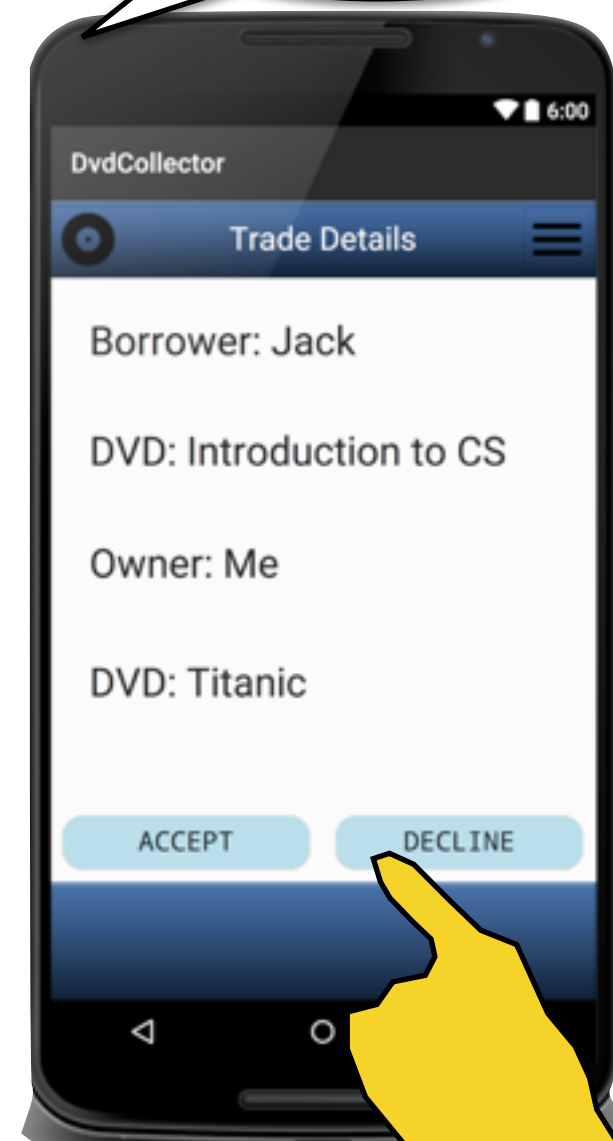 6:00
DvdCollector
Trade Details
Borrower: Jack
DVD: Introduction to CS
Owner: Me
DVD: Titanic
ACCEPT DECLINE